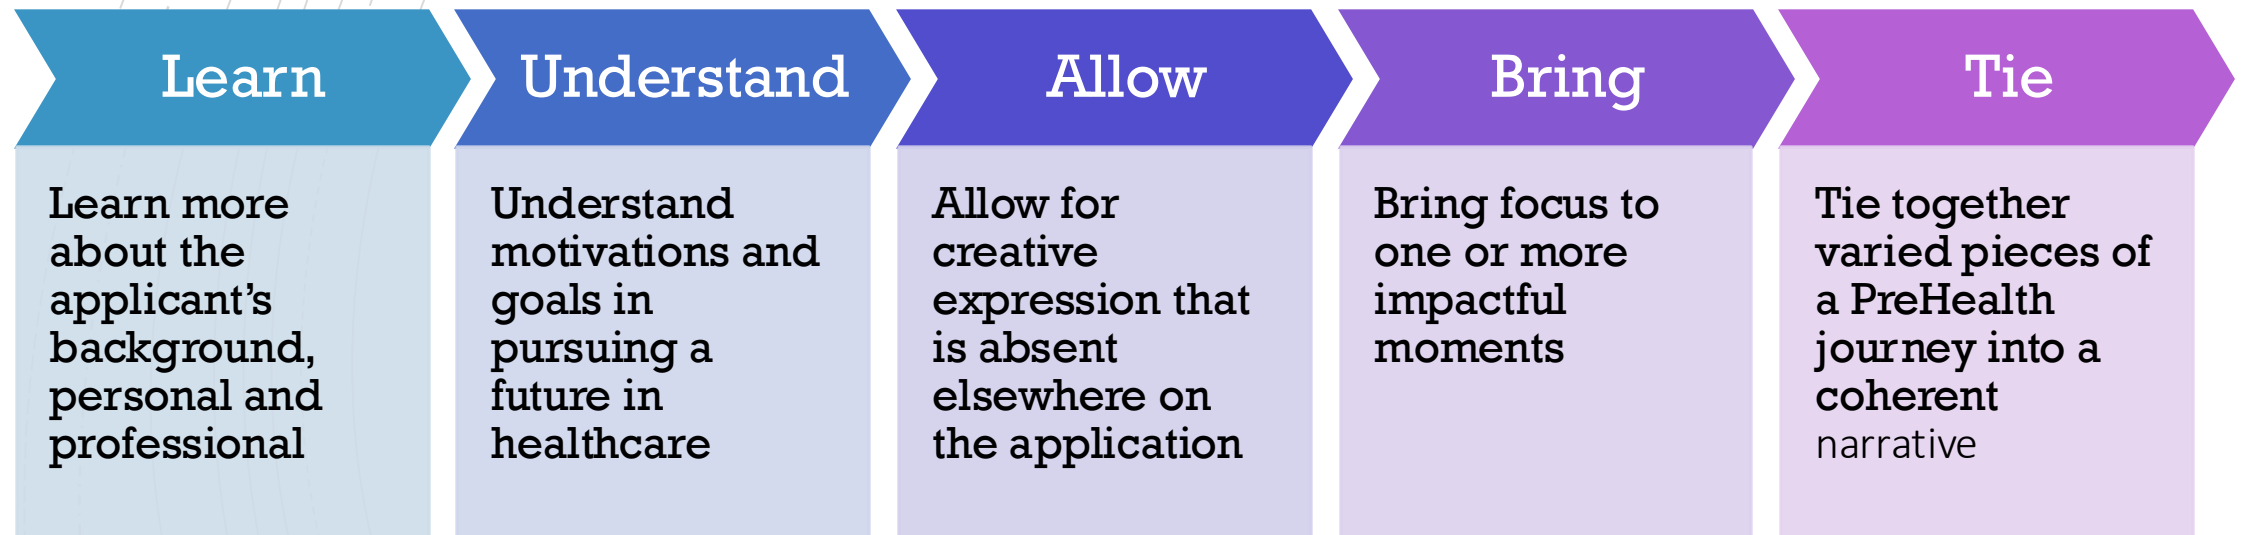 Learn
Understand
Allow
Bring
Tie
Learn more
about the
applicant’s
background,
personal and
professional
Understand
motivations and
goals in
pursuing a
future in
healthcare
Allow for
creative
expression that
is absent
elsewhere on
the application
Bring focus to
one or more
impactful
moments
Tie together
varied pieces of
a PreHealth
journey into a
coherent
narrative